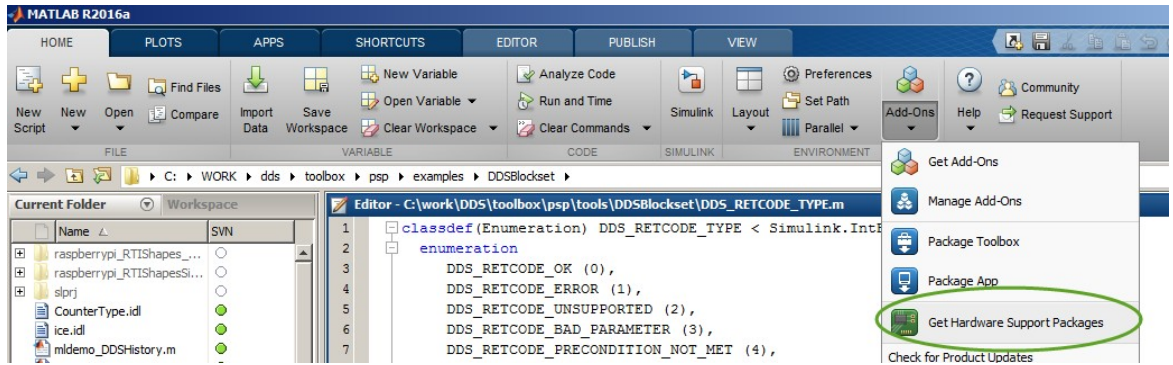 MATLAB R2016a
HOME PLOTS APPS SHORTCUTS EDITOR PUBLISH VIEW
New Script
New
Open
Find Files
Compare
Import Data
Save Workspace
New Variable
Open Variable
Clear Workspace
Analyze Code
Run and Time
Clear Commands
Simulink
Layout
Preferences
Set Path
Parallel
Add-Ons
Help
Community
Request Support
FILE VARIABLE CODE SIMULINK ENVIRONMENT
C: WORK dds toolbox psp examples DDSBlockset
Current Folder Workspace
Name SVN
raspberrypi_RTIShapes_...
raspberrypi_RTIShapesSi...
slprj
CounterType.idl
ice.idl
mldemo_DDSHistory.m
Editor - C:\work\DDS\toolbox\psp\tools\DDSBlockset\DDS_RETCODE_TYPE.m
1 classdef(Enumeration) DDS_RETCODE_TYPE < Simulink.IntE
2 enumeration
3 DDS_RETCODE_OK (0),
4 DDS_RETCODE_ERROR (1),
5 DDS_RETCODE_UNSUPPORTED (2),
6 DDS_RETCODE_BAD_PARAMETER (3),
7 DDS_RETCODE_PRECONDITION_NOT_MET (4),
Get Add-Ons
Manage Add-Ons
Package Toolbox
Package App
Get Hardware Support Packages
Check for Product Updates